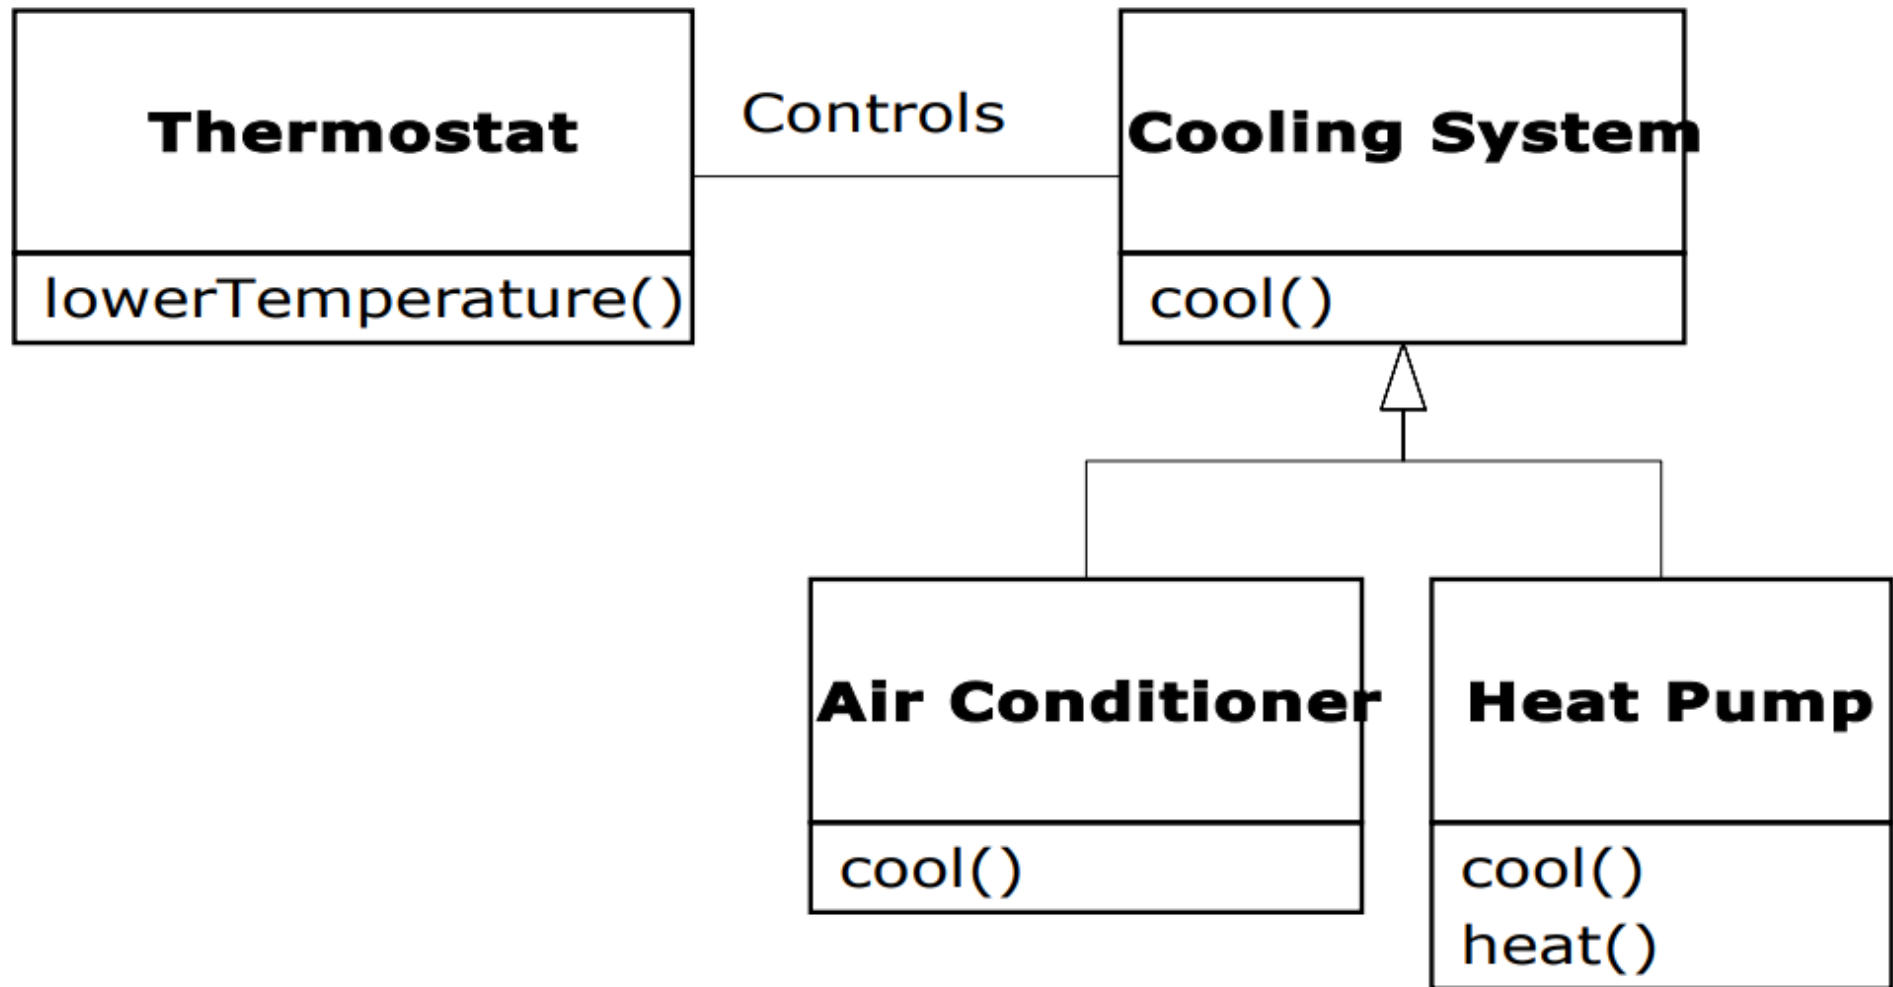 Thermostat
Controls
Cooling System
lowerTemperature()
cool()
Air Conditioner
Heat Pump
cool()
cool()
heat()